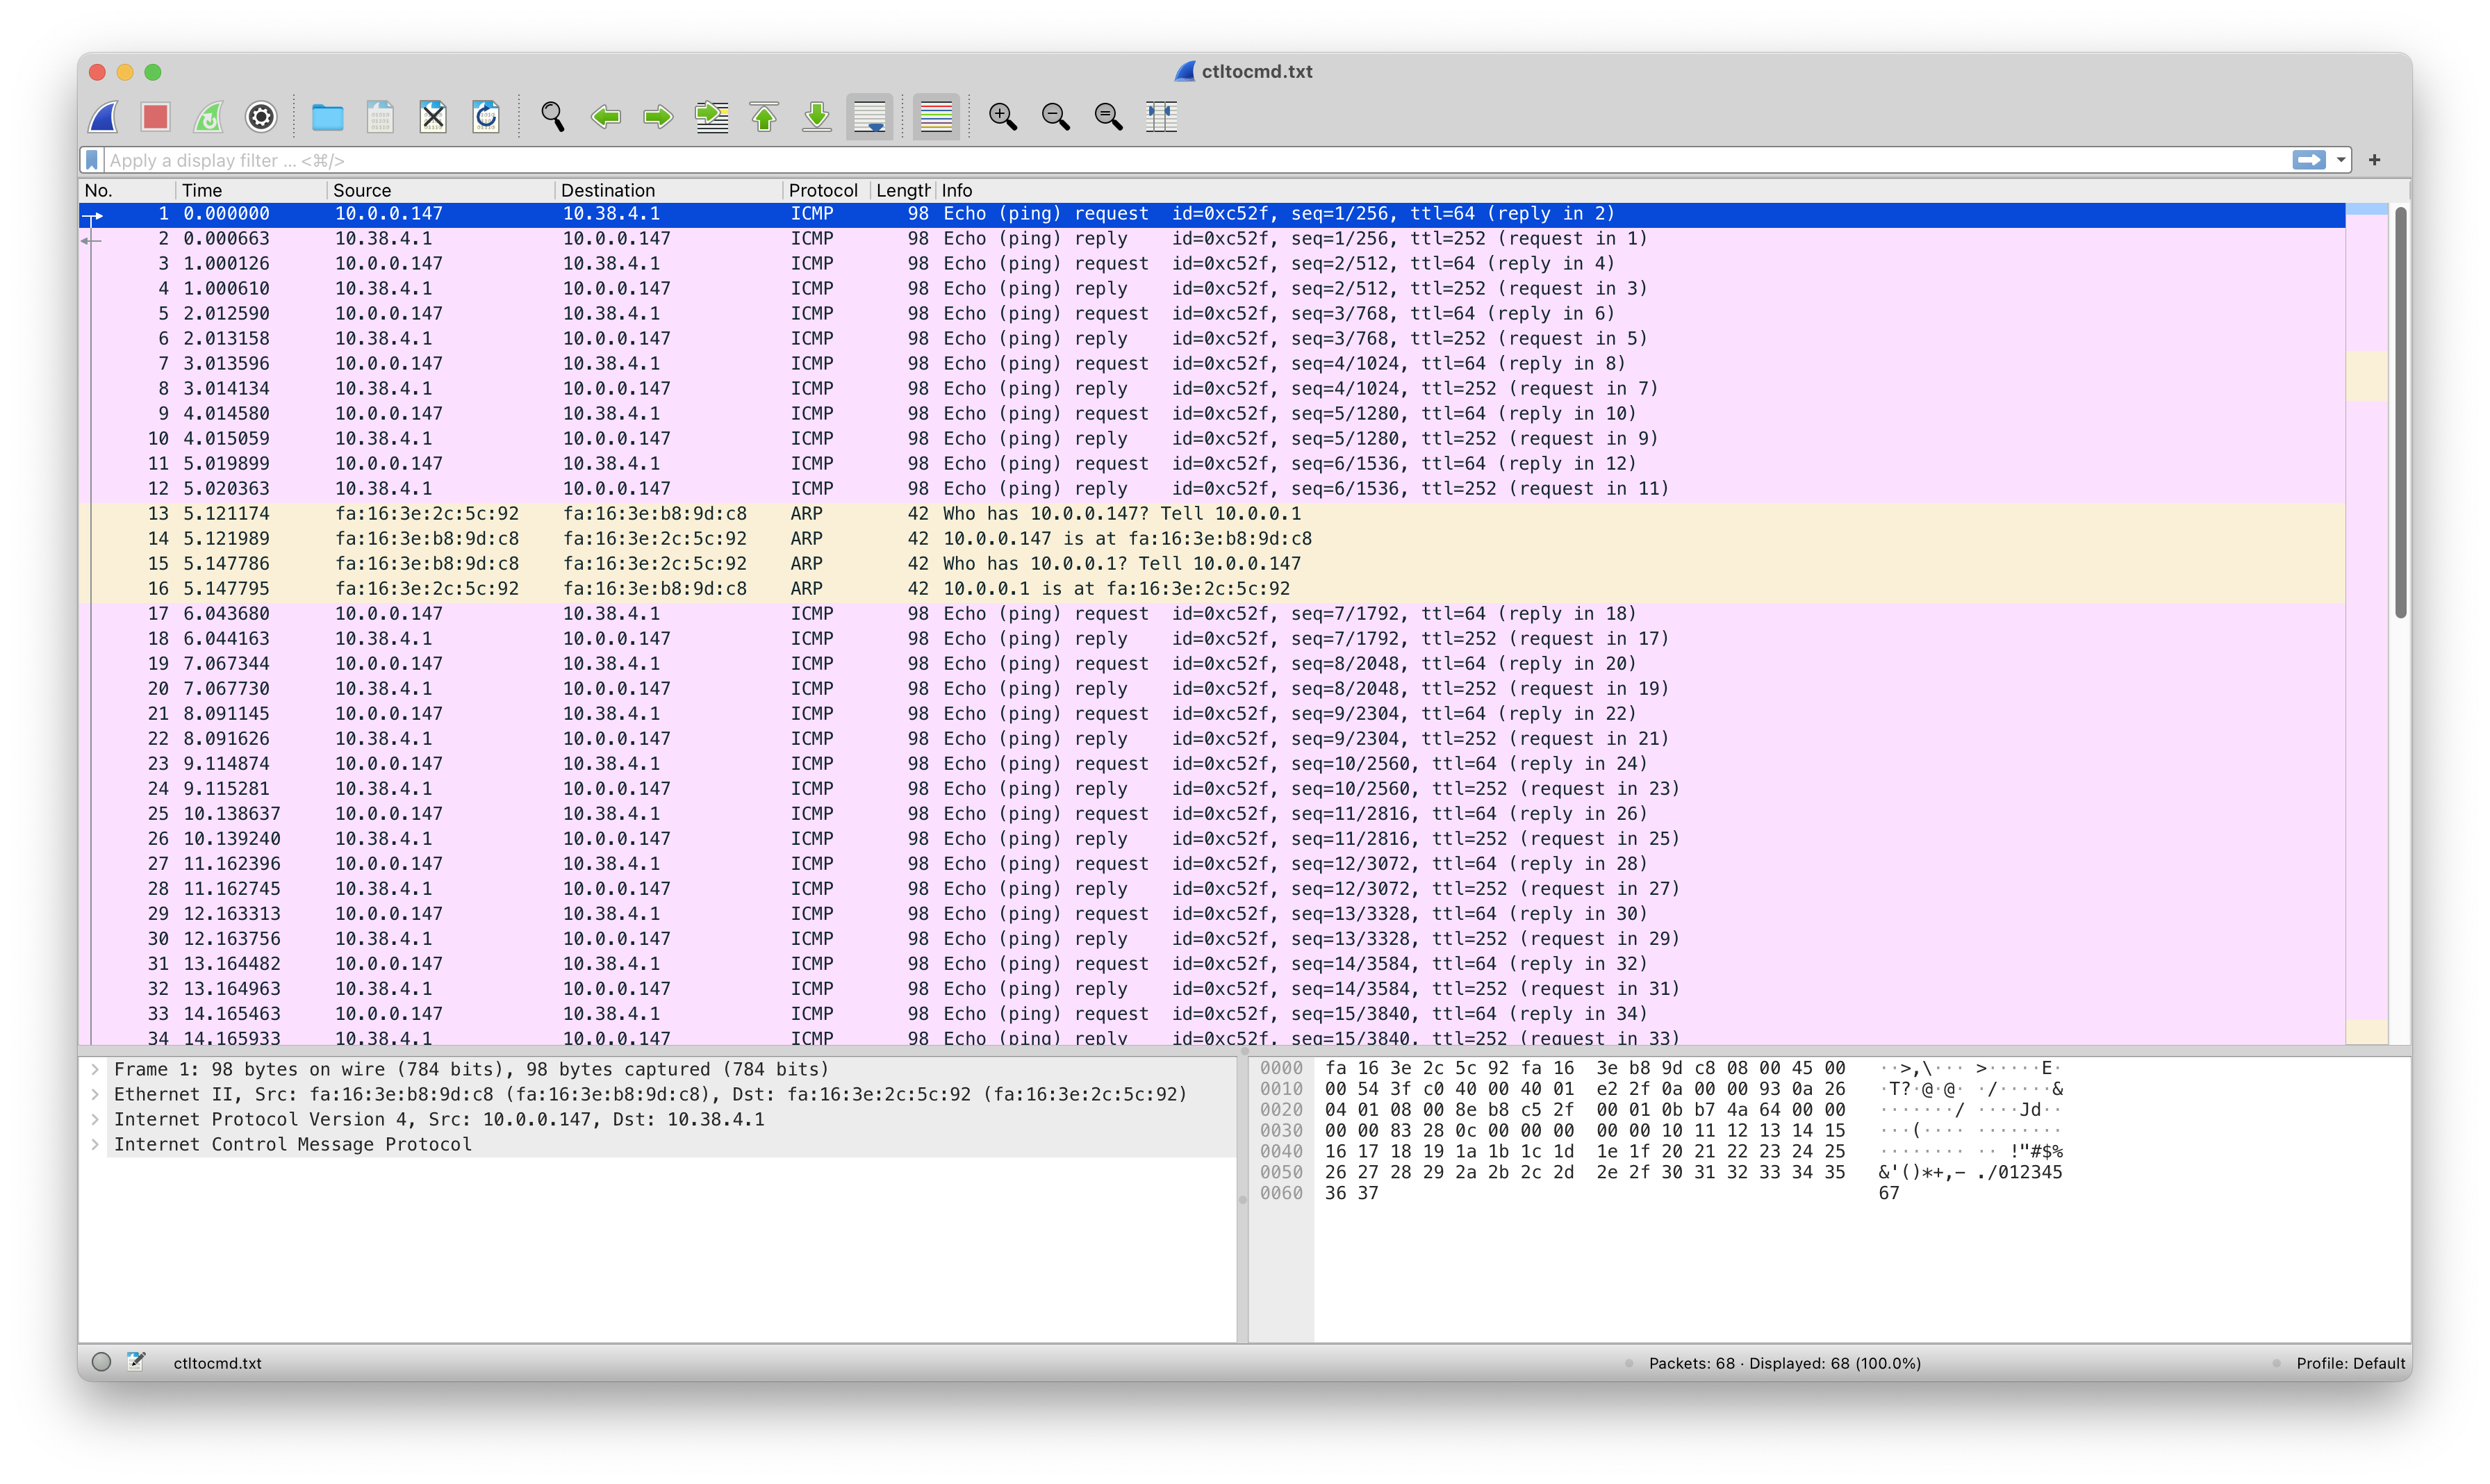 ctltocmd.txt
Apply a display filter ... <⌘/>
No. Time Source Destination Protocol Length Info
1 0.000000 10.0.0.147 10.38.4.1 ICMP 98 Echo (ping) request id=0xc52f, seq=1/256, ttl=64 (reply in 2)
2 0.000663 10.38.4.1 10.0.0.147 ICMP 98 Echo (ping) reply id=0xc52f, seq=1/256, ttl=252 (request in 1)
3 1.000126 10.0.0.147 10.38.4.1 ICMP 98 Echo (ping) request id=0xc52f, seq=2/512, ttl=64 (reply in 4)
4 1.000610 10.38.4.1 10.0.0.147 ICMP 98 Echo (ping) reply id=0xc52f, seq=2/512, ttl=252 (request in 3)
5 2.012590 10.0.0.147 10.38.4.1 ICMP 98 Echo (ping) request id=0xc52f, seq=3/768, ttl=64 (reply in 6)
6 2.013158 10.38.4.1 10.0.0.147 ICMP 98 Echo (ping) reply id=0xc52f, seq=3/768, ttl=252 (request in 5)
7 3.013596 10.0.0.147 10.38.4.1 ICMP 98 Echo (ping) request id=0xc52f, seq=4/1024, ttl=64 (reply in 8)
8 3.014134 10.38.4.1 10.0.0.147 ICMP 98 Echo (ping) reply id=0xc52f, seq=4/1024, ttl=252 (request in 7)
9 4.014580 10.0.0.147 10.38.4.1 ICMP 98 Echo (ping) request id=0xc52f, seq=5/1280, ttl=64 (reply in 10)
10 4.015059 10.38.4.1 10.0.0.147 ICMP 98 Echo (ping) reply id=0xc52f, seq=5/1280, ttl=252 (request in 9)
11 5.019899 10.0.0.147 10.38.4.1 ICMP 98 Echo (ping) request id=0xc52f, seq=6/1536, ttl=64 (reply in 12)
12 5.020363 10.38.4.1 10.0.0.147 ICMP 98 Echo (ping) reply id=0xc52f, seq=6/1536, ttl=252 (request in 11)
13 5.121174 fa:16:3e:2c:5c:92 fa:16:3e:b8:9d:c8 ARP 42 Who has 10.0.0.147? Tell 10.0.0.1
14 5.121989 fa:16:3e:b8:9d:c8 fa:16:3e:2c:5c:92 ARP 42 10.0.0.147 is at fa:16:3e:b8:9d:c8
15 5.147786 fa:16:3e:b8:9d:c8 fa:16:3e:2c:5c:92 ARP 42 Who has 10.0.0.1? Tell 10.0.0.147
16 5.147795 fa:16:3e:2c:5c:92 fa:16:3e:b8:9d:c8 ARP 42 10.0.0.1 is at fa:16:3e:2c:5c:92
17 6.043680 10.0.0.147 10.38.4.1 ICMP 98 Echo (ping) request id=0xc52f, seq=7/1792, ttl=64 (reply in 18)
18 6.044163 10.38.4.1 10.0.0.147 ICMP 98 Echo (ping) reply id=0xc52f, seq=7/1792, ttl=252 (request in 17)
19 7.067344 10.0.0.147 10.38.4.1 ICMP 98 Echo (ping) request id=0xc52f, seq=8/2048, ttl=64 (reply in 20)
20 7.067730 10.38.4.1 10.0.0.147 ICMP 98 Echo (ping) reply id=0xc52f, seq=8/2048, ttl=252 (request in 19)
21 8.091145 10.0.0.147 10.38.4.1 ICMP 98 Echo (ping) request id=0xc52f, seq=9/2304, ttl=64 (reply in 22)
22 8.091626 10.38.4.1 10.0.0.147 ICMP 98 Echo (ping) reply id=0xc52f, seq=9/2304, ttl=252 (request in 21)
23 9.114874 10.0.0.147 10.38.4.1 ICMP 98 Echo (ping) request id=0xc52f, seq=10/2560, ttl=64 (reply in 24)
24 9.115281 10.38.4.1 10.0.0.147 ICMP 98 Echo (ping) reply id=0xc52f, seq=10/2560, ttl=252 (request in 23)
25 10.138637 10.0.0.147 10.38.4.1 ICMP 98 Echo (ping) request id=0xc52f, seq=11/2816, ttl=64 (reply in 26)
26 10.139240 10.38.4.1 10.0.0.147 ICMP 98 Echo (ping) reply id=0xc52f, seq=11/2816, ttl=252 (request in 25)
27 11.162396 10.0.0.147 10.38.4.1 ICMP 98 Echo (ping) request id=0xc52f, seq=12/3072, ttl=64 (reply in 28)
28 11.162745 10.38.4.1 10.0.0.147 ICMP 98 Echo (ping) reply id=0xc52f, seq=12/3072, ttl=252 (request in 27)
29 12.163313 10.0.0.147 10.38.4.1 ICMP 98 Echo (ping) request id=0xc52f, seq=13/3328, ttl=64 (reply in 30)
30 12.163756 10.38.4.1 10.0.0.147 ICMP 98 Echo (ping) reply id=0xc52f, seq=13/3328, ttl=252 (request in 29)
31 13.164482 10.0.0.147 10.38.4.1 ICMP 98 Echo (ping) request id=0xc52f, seq=14/3584, ttl=64 (reply in 32)
32 13.164963 10.38.4.1 10.0.0.147 ICMP 98 Echo (ping) reply id=0xc52f, seq=14/3584, ttl=252 (request in 31)
33 14.165463 10.0.0.147 10.38.4.1 ICMP 98 Echo (ping) request id=0xc52f, seq=15/3840, ttl=64 (reply in 34)
34 14.165933 10.38.4.1 10.0.0.147 ICMP 98 Echo (ping) reply id=0xc52f, seq=15/3840, ttl=252 (request in 33)
Frame 1: 98 bytes on wire (784 bits), 98 bytes captured (784 bits)
Ethernet II, Src: fa:16:3e:b8:9d:c8 (fa:16:3e:b8:9d:c8), Dst: fa:16:3e:2c:5c:92 (fa:16:3e:2c:5c:92)
Internet Protocol Version 4, Src: 10.0.0.147, Dst: 10.38.4.1
Internet Control Message Protocol
0000 fa 16 3e 2c 5c 92 fa 16 3e b8 9d c8 08 00 45 00 ··>,\··· >·····E·
0010 00 54 3f c0 40 00 40 01 e2 2f 0a 00 00 93 0a 26 ·T?·@·@· ·/·····&
0020 04 01 08 00 8e b8 c5 2f 00 01 0b b7 4a 64 00 00 ·······/ ····Jd··
0030 00 00 83 28 0c 00 00 00 00 00 10 11 12 13 14 15 ···(···· ········
0040 16 17 18 19 1a 1b 1c 1d 1e 1f 20 21 22 23 24 25 ········ ·· !"#$%
0050 26 27 28 29 2a 2b 2c 2d 2e 2f 30 31 32 33 34 35 &'()*+,- ./012345
0060 36 37 67
ctltocmd.txt
Packets: 68 · Displayed: 68 (100.0%)
Profile: Default